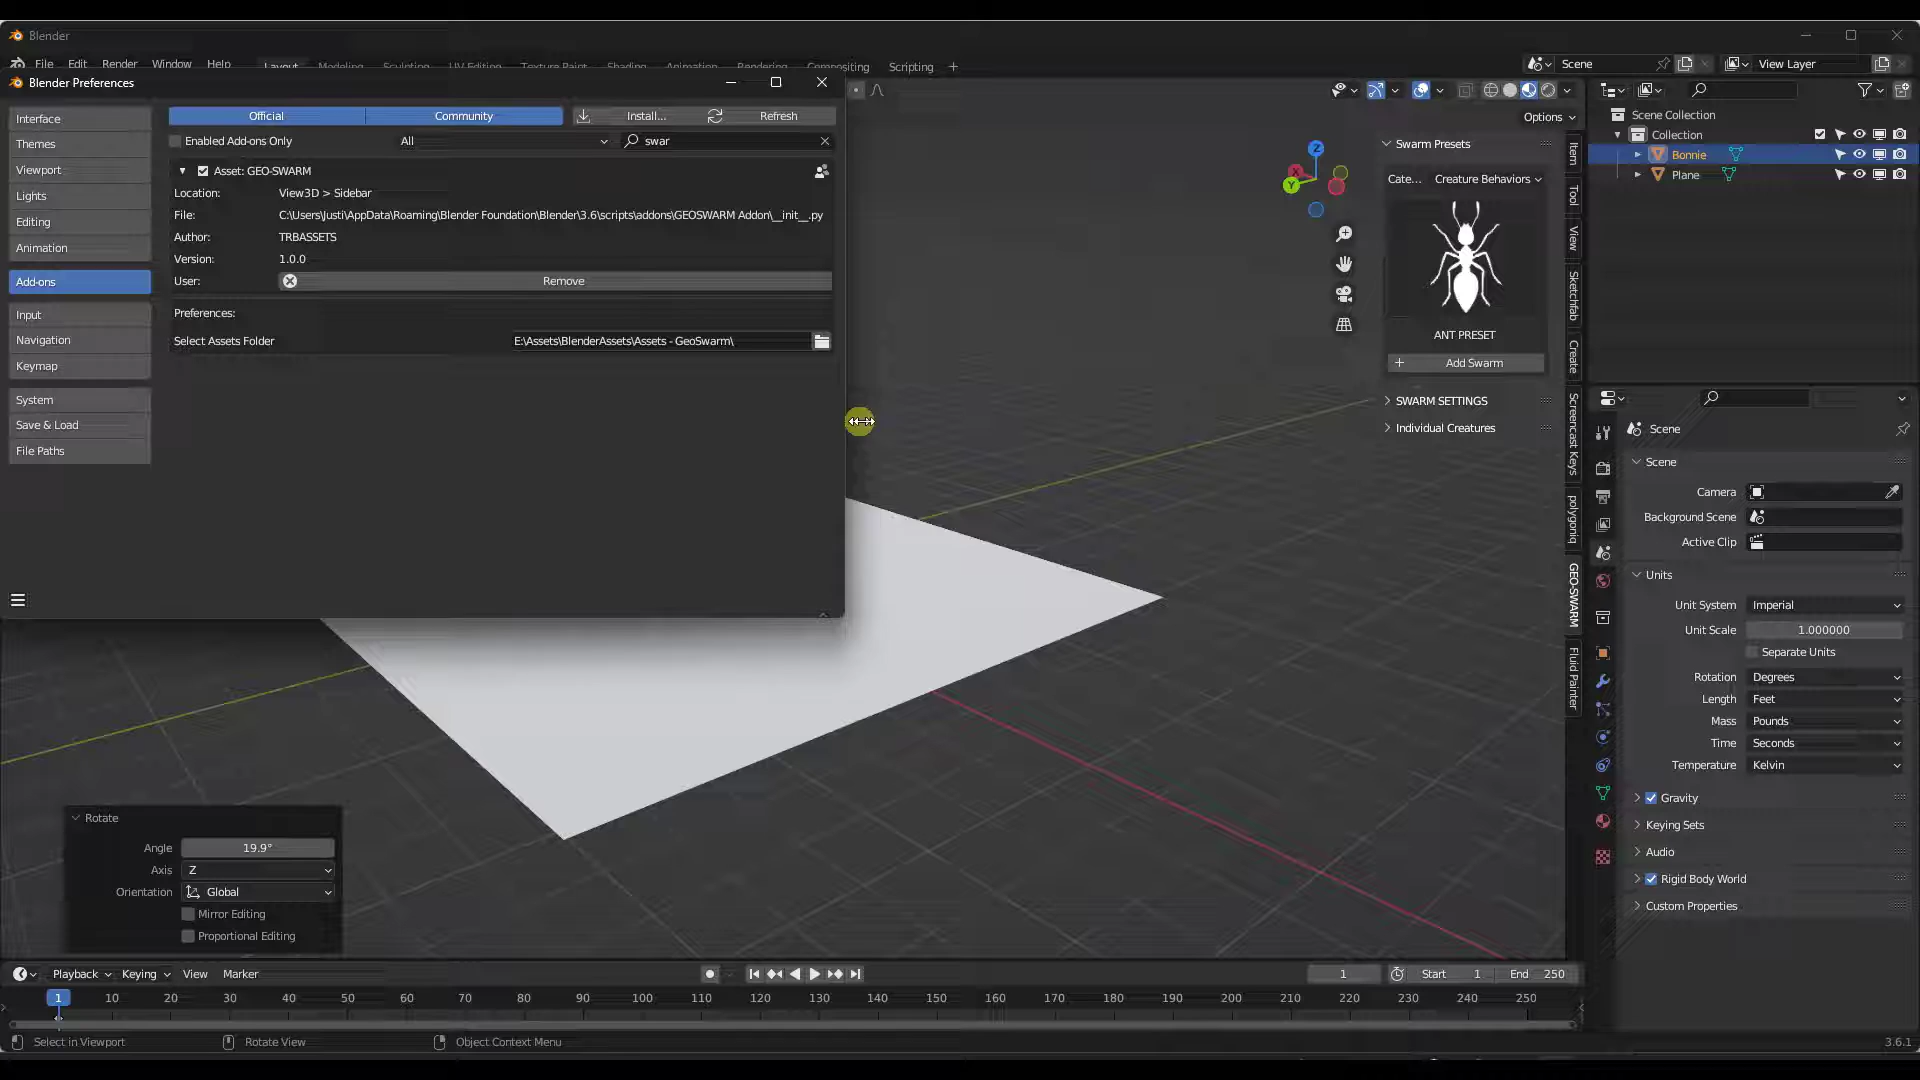 Blender
File Edit Render Window Help Layout Modeling Sculpting UV Editing Texture Paint Shading Animation Rendering Compositing Scripting +
Scene
View Layer
Blender Preferences
Interface
Themes
Viewport
Lights
Editing
Animation
Add-ons
Input
Navigation
Keymap
System
Save & Load
File Paths
Official Community Install... Refresh
Enabled Add-ons Only All swar
Asset: GEO-SWARM
Location: View3D > Sidebar
File: C:\Users\Justi\AppData\Roaming\Blender Foundation\Blender\3.6\scripts\addons\GEOSWARM Addon\__init__.py
Author: TRBASSETS
Version: 1.0.0
User: Remove
Preferences:
Select Assets Folder E:\Assets\BlenderAssets\Assets - GeoSwarm\
Options
Z
X
Y
Swarm Presets
Cate... Creature Behaviors
ANT PRESET
+ Add Swarm
SWARM SETTINGS
Individual Creatures
Item
Tool
View
Sketchfab
Create
Screencast Keys
polygoniq
GEO-SWARM
Fluid Painter
Scene Collection
Collection
Bonnie
Plane
Scene
Scene
Camera
Background Scene
Active Clip
Units
Unit System Imperial
Unit Scale 1.000000
Separate Units
Rotation Degrees
Length Feet
Mass Pounds
Time Seconds
Temperature Kelvin
Gravity
Keying Sets
Audio
Rigid Body World
Custom Properties
Rotate
Angle 19.9°
Axis Z
Orientation Global
Mirror Editing
Proportional Editing
Playback Keying View Marker
1 Start 1 End 250
1 10 20 30 40 50 60 70 80 90 100 110 120 130 140 150 160 170 180 190 200 210 220 230 240 250
Select in Viewport Rotate View Object Context Menu 3.6.1